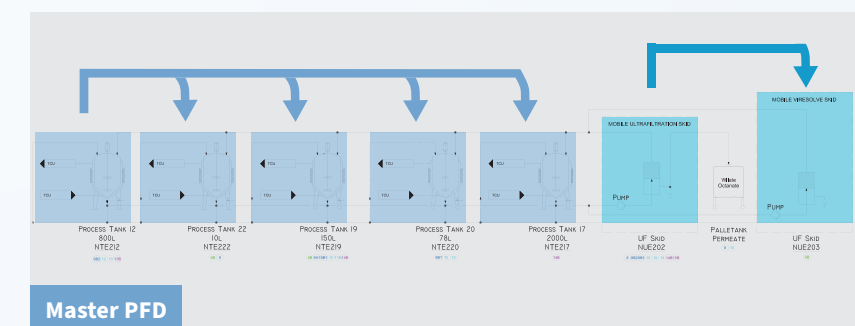 MOBILE VIRESOLVE SKID
MOBILE ULTRAFILTRATION SKID
TCU
TCU
TCU
TCU
TCU
TCU
TCU
TCU
TCU
TCU
PUMP
PUMP
PROCESS TANK 12
800L
NTE212
PROCESS TANK 22
10L
NTE222
PROCESS TANK 19
150L
NTE219
PROCESS TANK 20
78L
NTE220
PROCESS TANK 17
2000L
NTE217
UF SKID
NUE202
PALLETANK
PERMEATE
UF SKID
NUE203
Master PFD